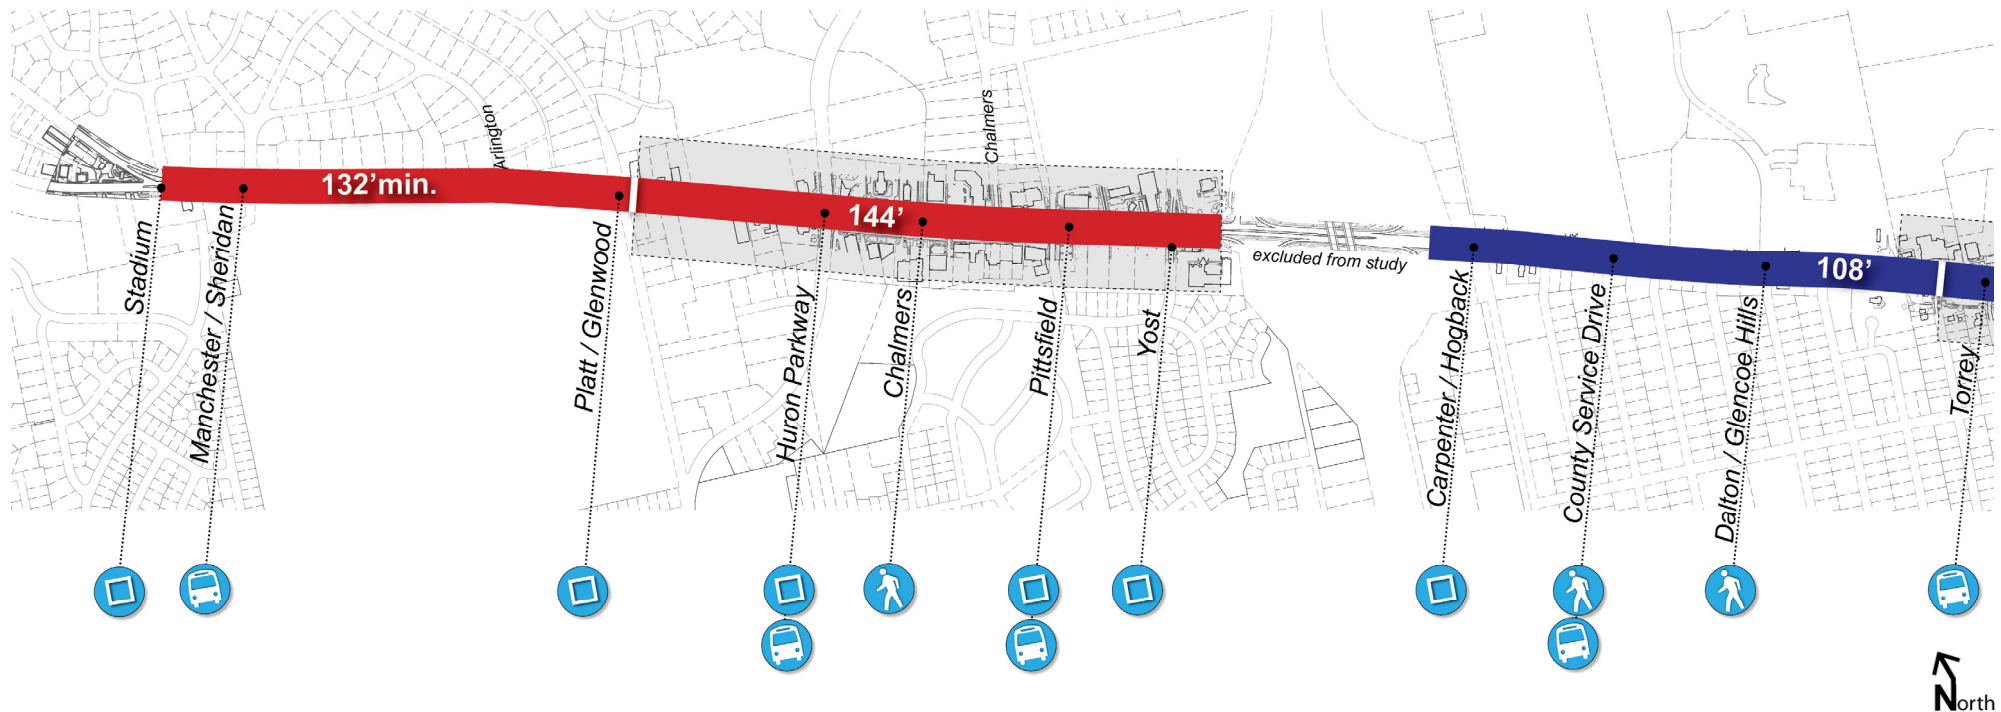 Arlington
Chalmers
132'min.
144'
excluded from study
108'
Stadium
Manchester / Sheridan
Platt / Glenwood
Huron Parkway
Chalmers
Pittsfield
Yost
Carpenter / Hogback
County Service Drive
Dalton / Glencoe Hills
Torrey
North